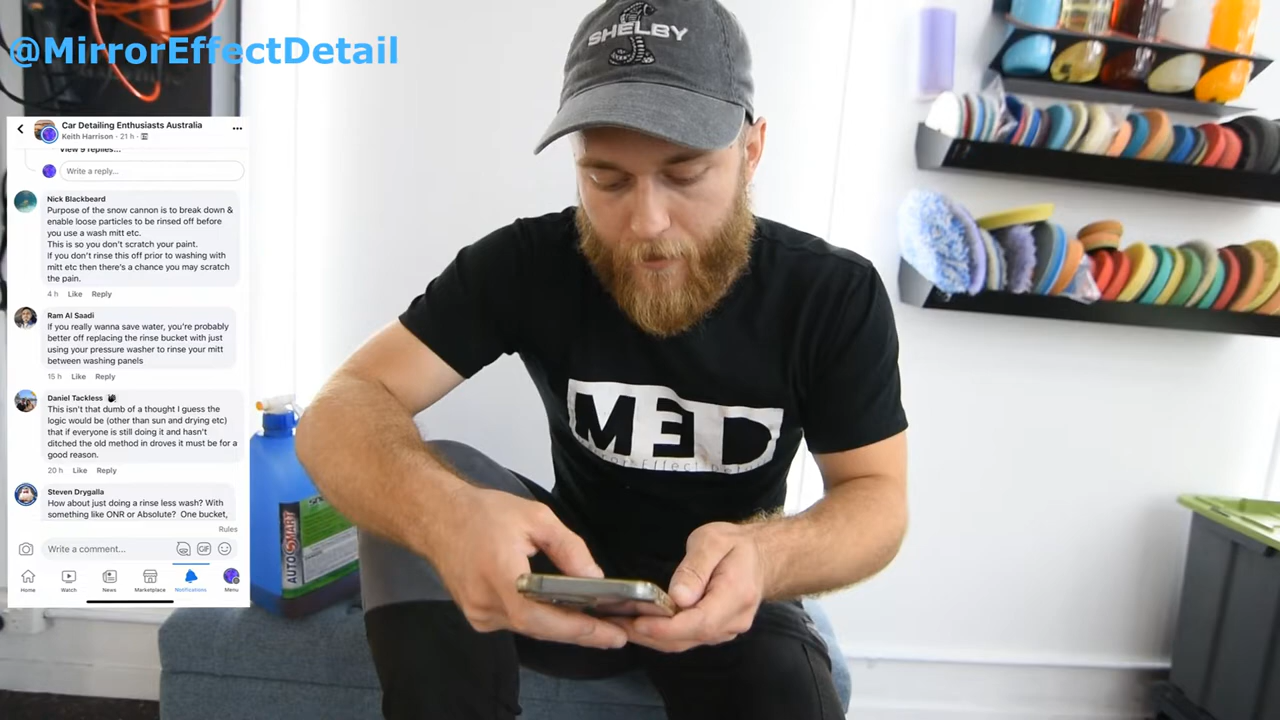 @MirrorEffectDetail
Car Detailing Enthusiasts Australia
Keith Harrison · 21 h ·
View 9 replies...
Write a reply...
Nick Blackbeard
Purpose of the snow cannon is to break down &
enable loose particles to be rinsed off before
you use a wash mitt etc.
This is so you don't scratch your paint.
If you don't rinse this off prior to washing with
mitt etc then there's a chance you may scratch
the pain.
4 h Like Reply
Ram Al Saadi
If you really wanna save water, you're probably
better off replacing the rinse bucket with just
using your pressure washer to rinse your mitt
between washing panels
15 h Like Reply
Daniel Tackless
This isn't that dumb of a thought I guess the
logic would be (other than sun and drying etc)
that if everyone is still doing it and hasn't
ditched the old method in droves it must be for a
good reason.
20 h Like Reply
Steven Drygalla
How about just doing a rinse less wash? With
something like ONR or Absolute? One bucket,
Rules
Write a comment...
GIF
Home Watch News Marketplace Notifications Menu
SHELBY
MED
Mirror Effect Detail
AUTOSMART